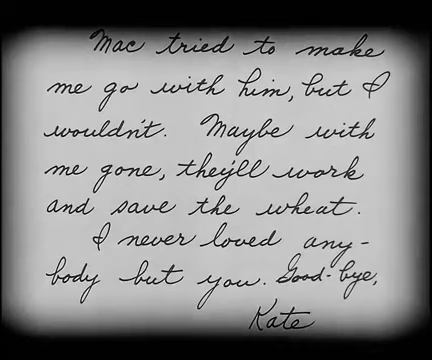 Mac tried to make
me go with him, but I
wouldn't. Maybe with
me gone, they'll work
and save the wheat.
I never loved any-
body but you. Good-bye,
Kate